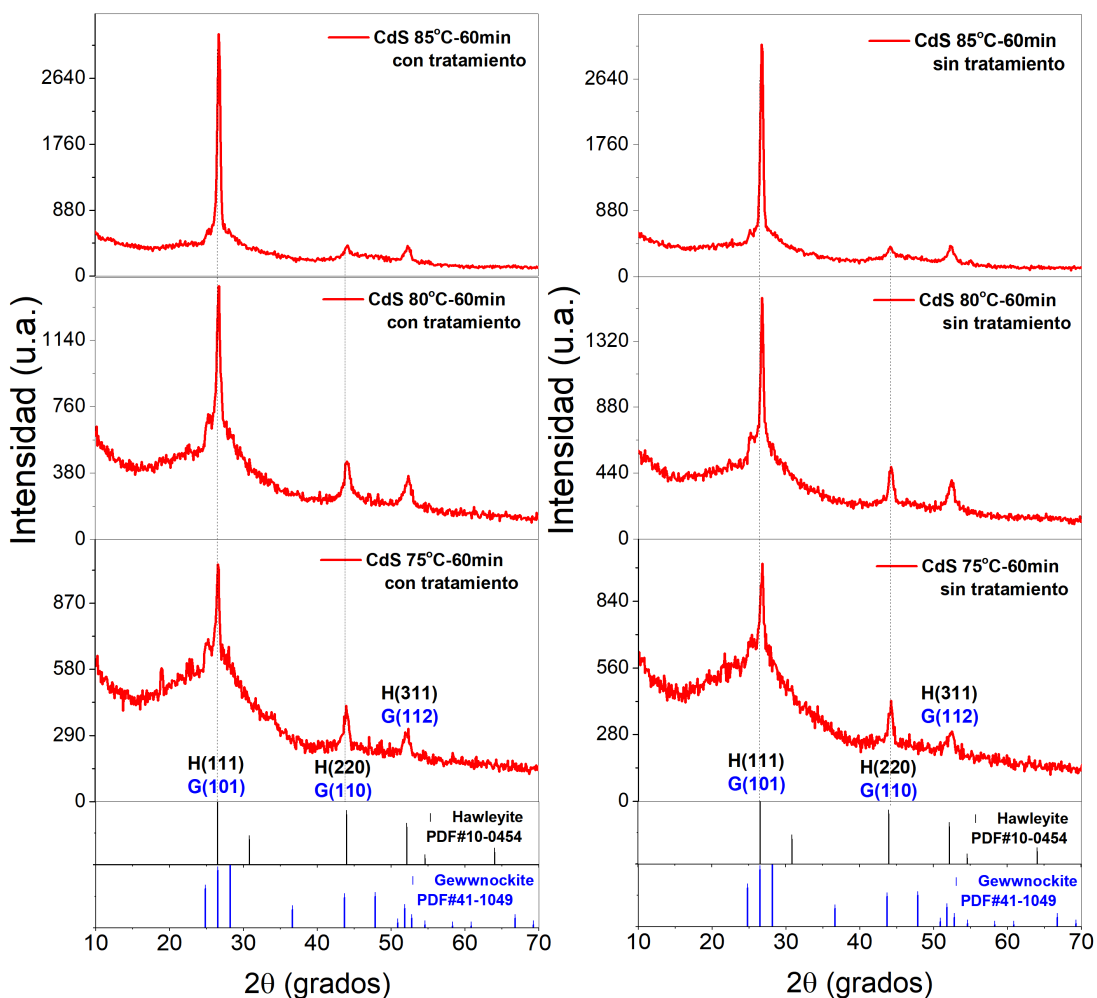 CdS 85°C-60min
con tratamiento
2640
1760
880
0
CdS 80°C-60min
con tratamiento
1140
760
380
0
CdS 75°C-60min
con tratamiento
870
580
290
0
H(311)
G(112)
H(111)
G(101)
H(220)
G(110)
Hawleyite
PDF#10-0454
Gewwnockite
PDF#41-1049
10 20 30 40 50 60 70
2θ (grados)
Intensidad (u.a.)
CdS 85°C-60min
sin tratamiento
2640
1760
880
0
CdS 80°C-60min
sin tratamiento
1320
880
440
0
CdS 75°C-60min
sin tratamiento
840
560
280
0
H(311)
G(112)
H(111)
G(101)
H(220)
G(110)
Hawleyite
PDF#10-0454
Gewwnockite
PDF#41-1049
10 20 30 40 50 60 70
2θ (grados)
Intensidad (u.a.)